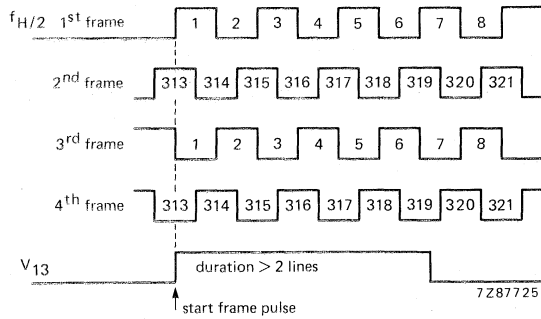 fH/2 1st frame 1 2 3 4 5 6 7 8
2nd frame 313 314 315 316 317 318 319 320 321
3rd frame 1 2 3 4 5 6 7 8
4th frame 313 314 315 316 317 318 319 320 321
V13 duration > 2 lines
7Z87725
start frame pulse